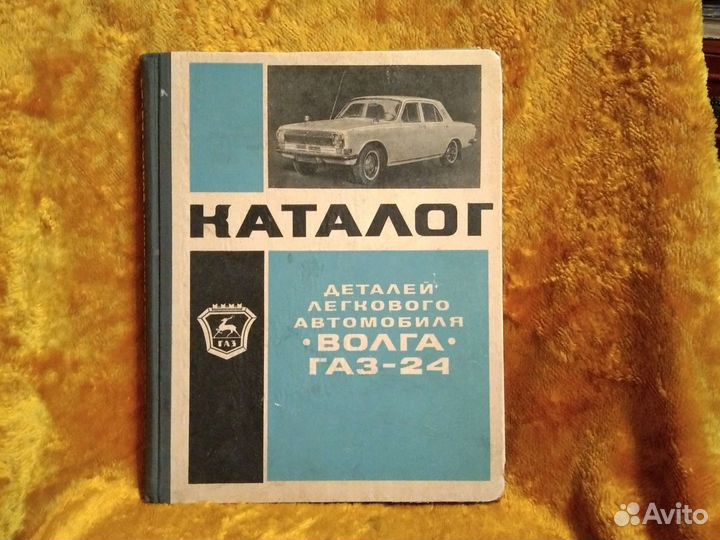 КАТАЛОГ
ДЕТАЛЕЙ
ЛЕГКОВОГО
АВТОМОБИЛЯ
•ВОЛГА•
ГАЗ-24
ГАЗ
Avito